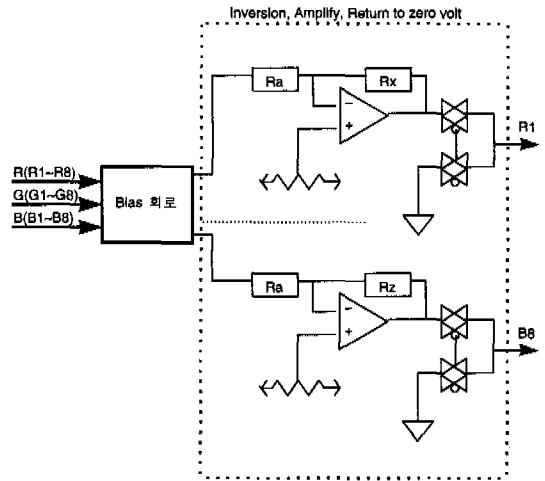 Inversion, Amplify, Return to zero volt
Ra
Rx
−
+
R1
R(R1~R8)
G(G1~G8)
B(B1~B8)
Bias 회로
Ra
Rz
−
+
B8